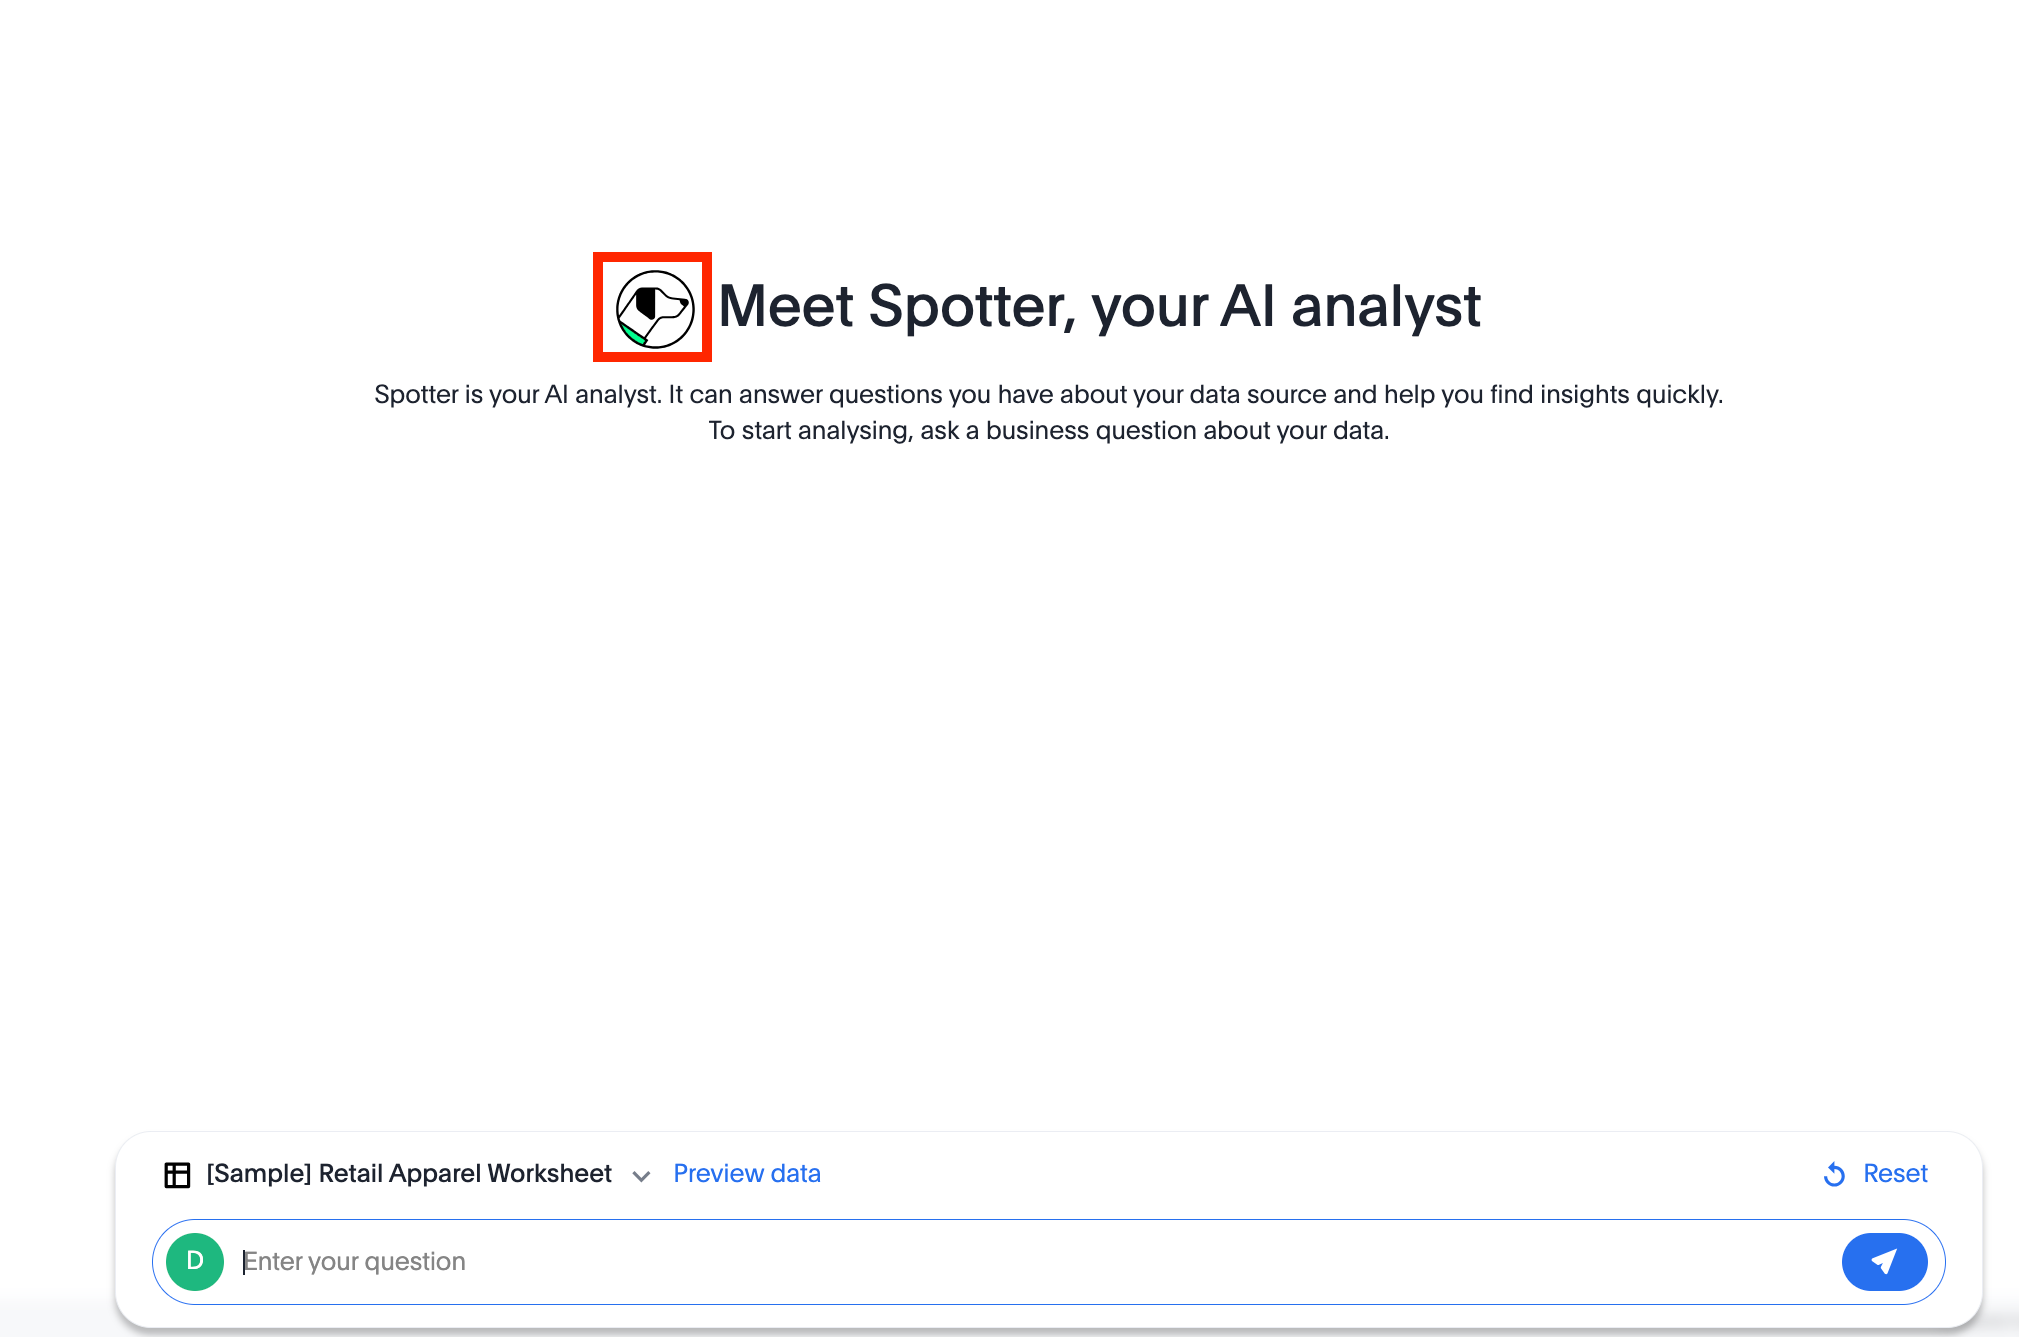 Meet Spotter, your AI analyst
Spotter is your AI analyst. It can answer questions you have about your data source and help you find insights quickly.
To start analysing, ask a business question about your data.
[Sample] Retail Apparel Worksheet Preview data Reset
D Enter your question